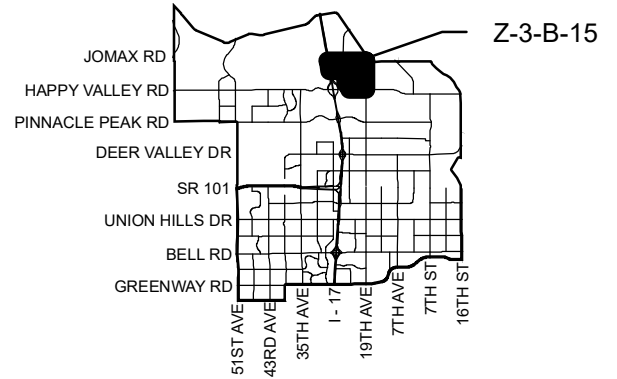 Z-3-B-15
JOMAX RD
HAPPY VALLEY RD
PINNACLE PEAK RD
DEER VALLEY DR
SR 101
UNION HILLS DR
BELL RD
GREENWAY RD
51ST AVE
43RD AVE
35TH AVE
I - 17
19TH AVE
7TH AVE
7TH ST
16TH ST